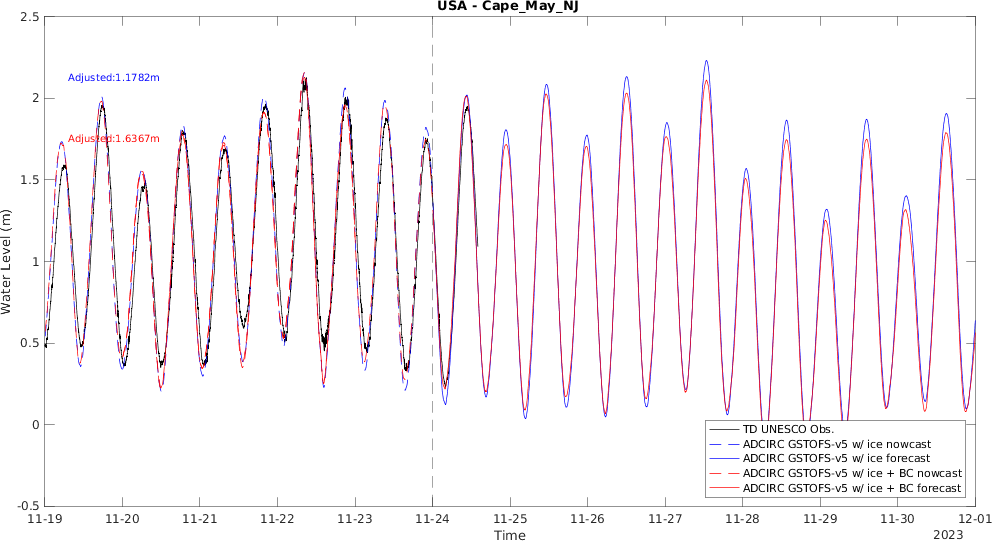 USA - Cape_May_NJ
2.5
2
1.5
1
0.5
0
-0.5
Water Level (m)
Adjusted:1.1782m
Adjusted:1.6367m
TD UNESCO Obs.
ADCIRC GSTOFS-v5 w/ ice nowcast
ADCIRC GSTOFS-v5 w/ ice forecast
ADCIRC GSTOFS-v5 w/ ice + BC nowcast
ADCIRC GSTOFS-v5 w/ ice + BC forecast
11-19 11-20 11-21 11-22 11-23 11-24 11-25 11-26 11-27 11-28 11-29 11-30 12-01
Time
2023